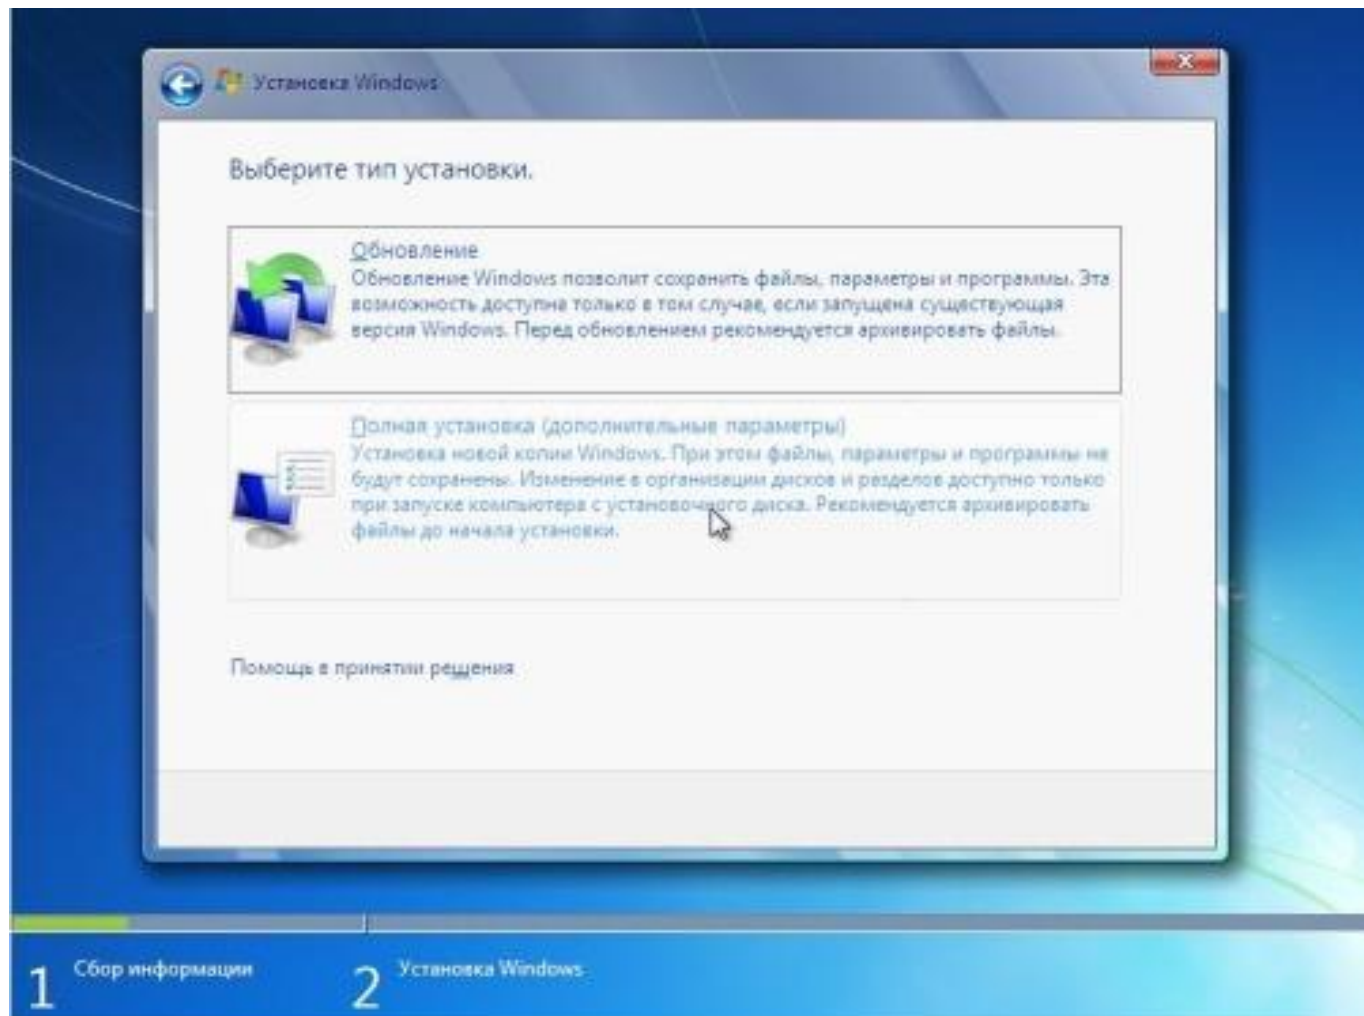 Установка Windows
Выберите тип установки.
Обновление
Обновление Windows позволит сохранить файлы, параметры и программы. Эта
возможность доступна только в том случае, если запущена существующая
версия Windows. Перед обновлением рекомендуется архивировать файлы.
Полная установка (дополнительные параметры)
Установка новой копии Windows. При этом файлы, параметры и программы не
будут сохранены. Изменение в организации дисков и разделов доступно только
при запуске компьютера с установочного диска. Рекомендуется архивировать
файлы до начала установки.
Помощь в принятии решения
1 Сбор информации
2 Установка Windows